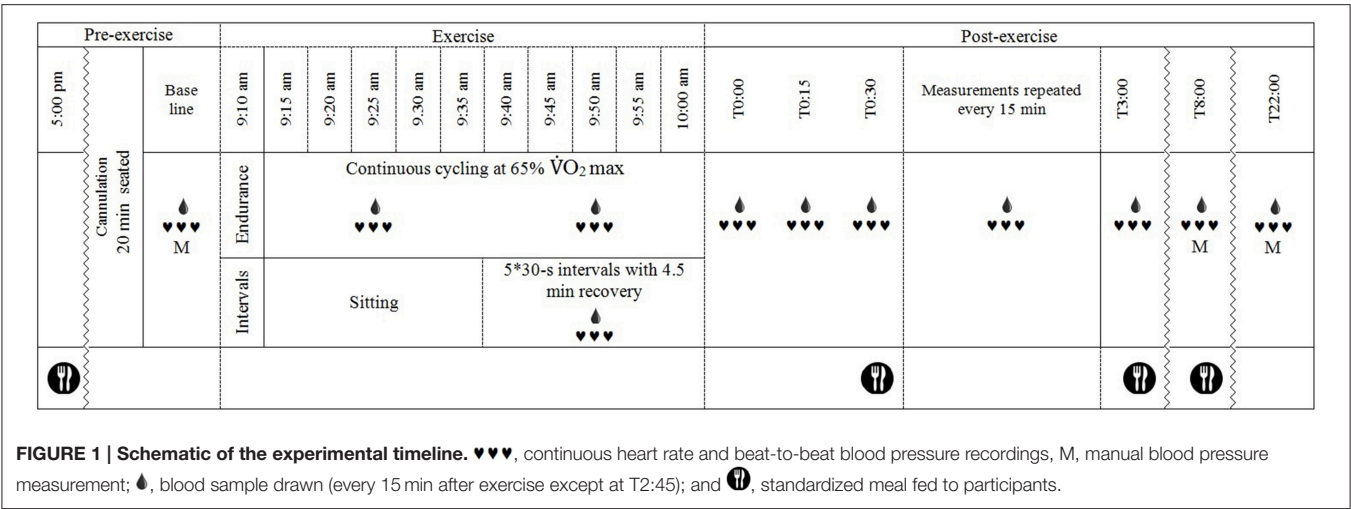 Pre-exercise
Exercise
Post-exercise
5:00 pm
Base
line
9:10 am
9:15 am
9:20 am
9:25 am
9:30 am
9:35 am
9:40 am
9:45 am
9:50 am
9:55 am
10:00 am
T0:00
T0:15
T0:30
Measurements repeated
every 15 min
T3:00
T8:00
T22:00
Cannulation
20 min seated
M
Endurance
Continuous cycling at 65% V̇O₂ max
M
M
Intervals
Sitting
5*30-s intervals with 4.5
min recovery
FIGURE 1 | Schematic of the experimental timeline. ♥♥♥, continuous heart rate and beat-to-beat blood pressure recordings, M, manual blood pressure
measurement; , blood sample drawn (every 15 min after exercise except at T2:45); and , standardized meal fed to participants.